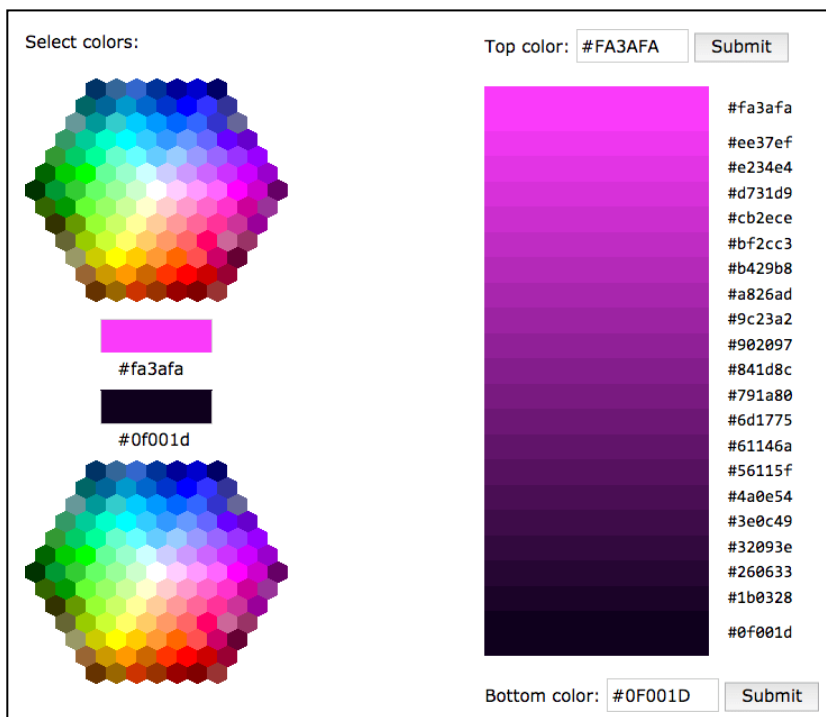 Select colors:
#fa3afa
#0f001d
Top color: #FA3AFA Submit
#fa3afa
#ee37ef
#e234e4
#d731d9
#cb2ece
#bf2cc3
#b429b8
#a826ad
#9c23a2
#902097
#841d8c
#791a80
#6d1775
#61146a
#56115f
#4a0e54
#3e0c49
#32093e
#260633
#1b0328
#0f001d
Bottom color: #0F001D Submit